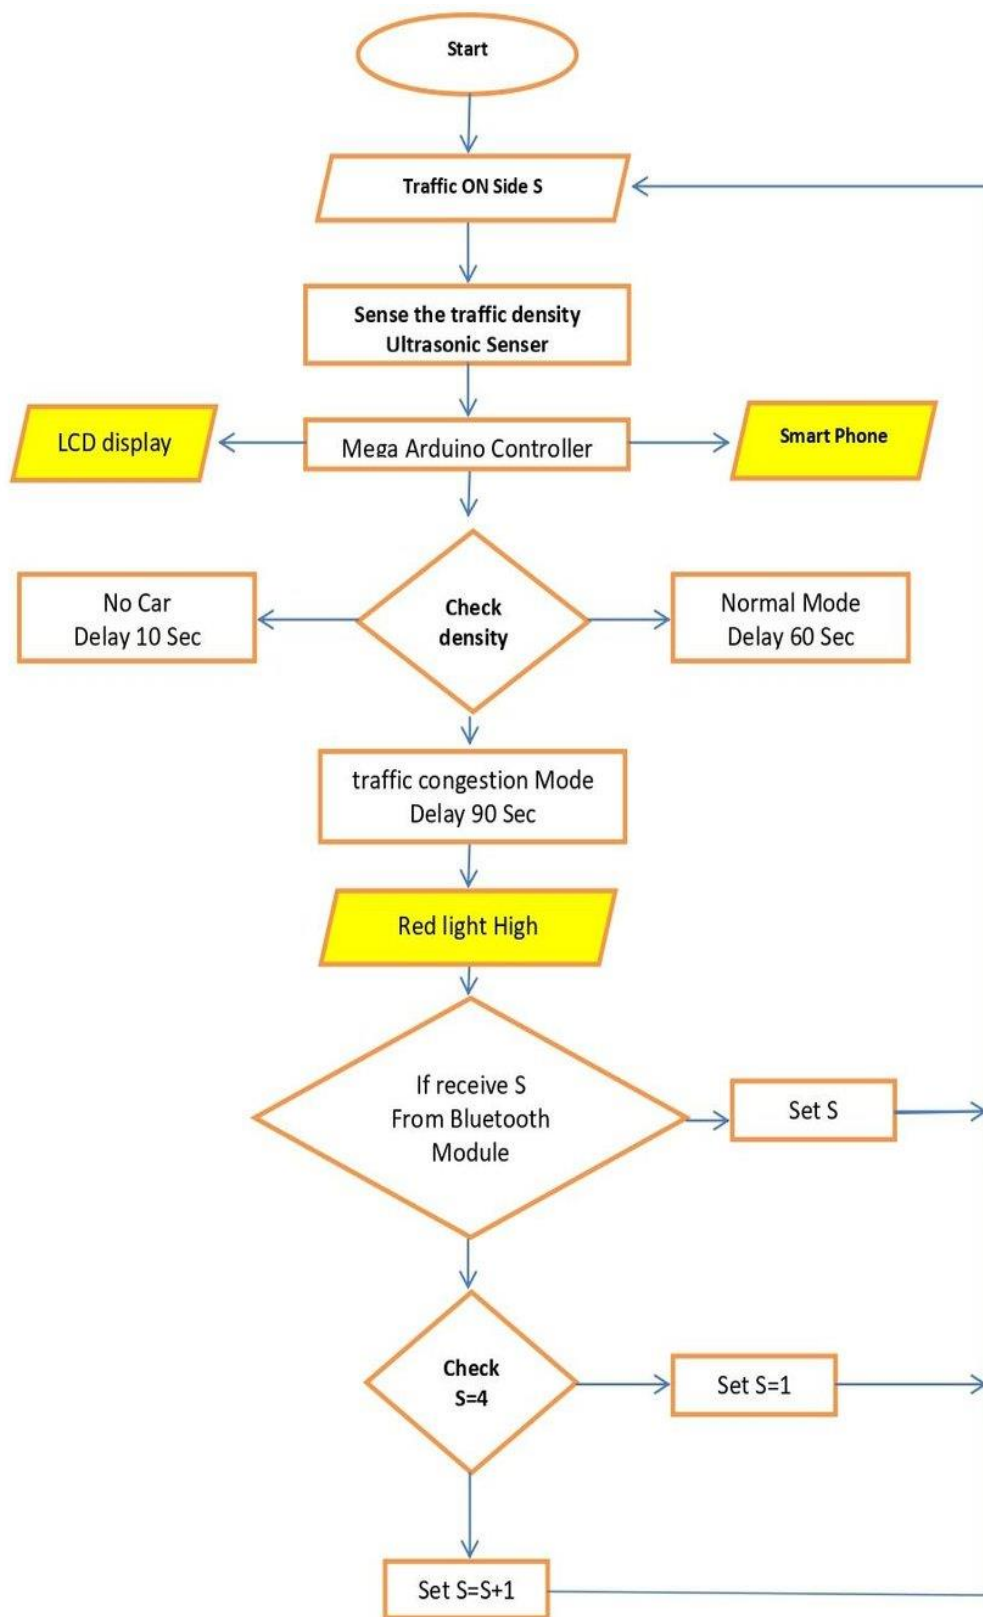 Start
Traffic ON Side S
Sense the traffic density
Ultrasonic Senser
LCD display
Mega Arduino Controller
Smart Phone
No Car
Delay 10 Sec
Check
density
Normal Mode
Delay 60 Sec
traffic congestion Mode
Delay 90 Sec
Red light High
If receive S
From Bluetooth
Module
Set S
Check
S=4
Set S=1
Set S=S+1